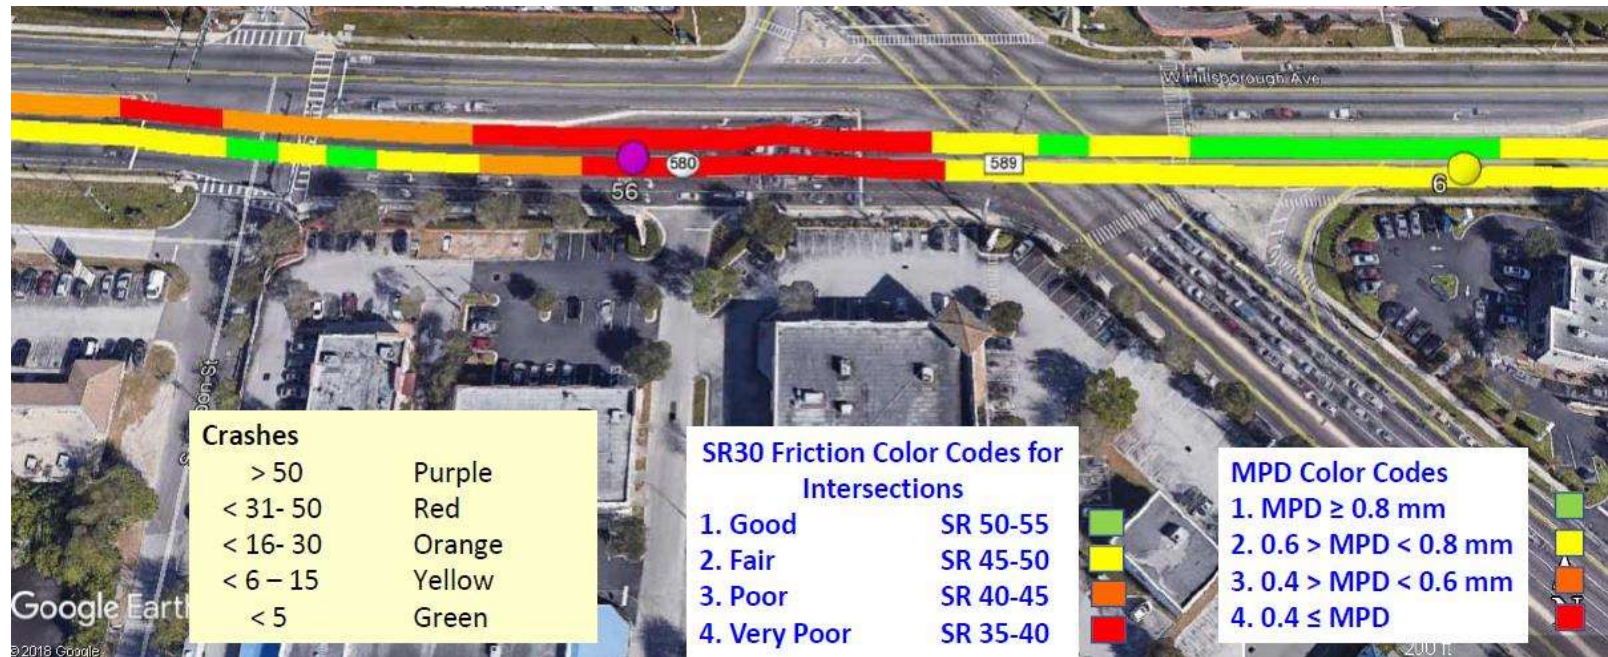 W Hillsborough Ave
580
589
56
6
Crashes
> 50 Purple
< 31- 50 Red
< 16- 30 Orange
< 6 – 15 Yellow
< 5 Green
SR30 Friction Color Codes for
Intersections
1. Good SR 50-55
2. Fair SR 45-50
3. Poor SR 40-45
4. Very Poor SR 35-40
MPD Color Codes
1. MPD ≥ 0.8 mm
2. 0.6 > MPD < 0.8 mm
3. 0.4 > MPD < 0.6 mm
4. 0.4 ≤ MPD
Google Earth
© 2018 Google
200 ft